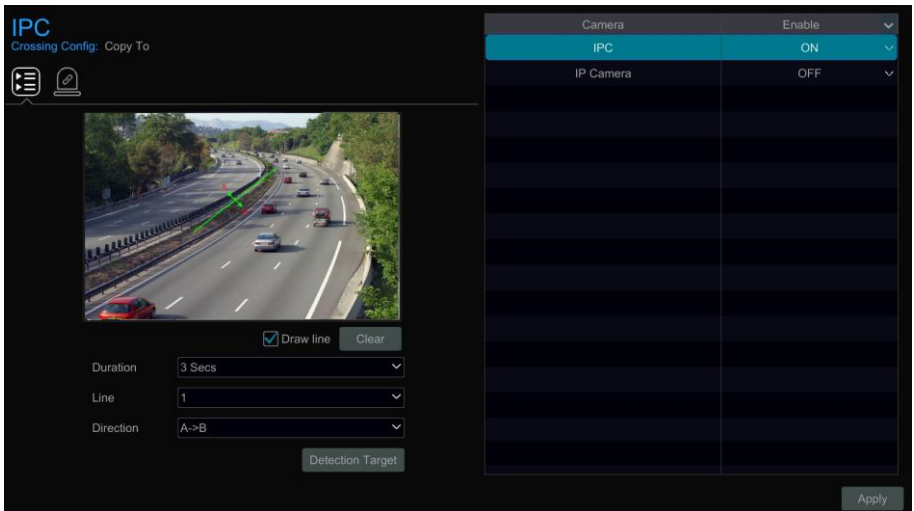 IPC
Crossing Config: Copy To
Draw line Clear
Duration 3 Secs
Line 1
Direction A->B
Detection Target
Camera Enable
IPC ON
IP Camera OFF
Apply